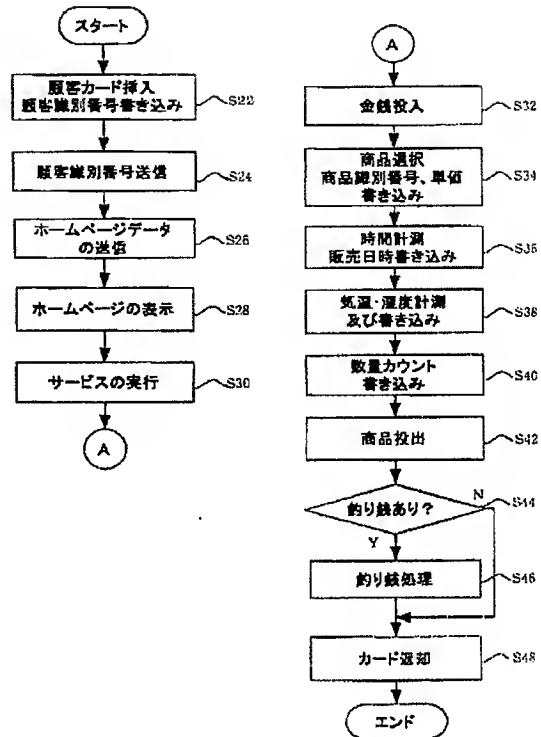 スタート
顧客カード挿入
顧客識別番号書き込み
S22
顧客識別番号送信
S24
ホームページデータ
の送信
S26
ホームページの表示
S28
サービスの実行
S30
A
A
金銭投入
S32
商品選択
商品識別番号、単価
書き込み
S34
時間計測
販売日時書き込み
S36
気温・湿度計測
及び書き込み
S38
数量カウント
書き込み
S40
商品投出
S42
釣り銭あり?
N
S44
Y
釣り銭処理
S46
カード返却
S48
エンド